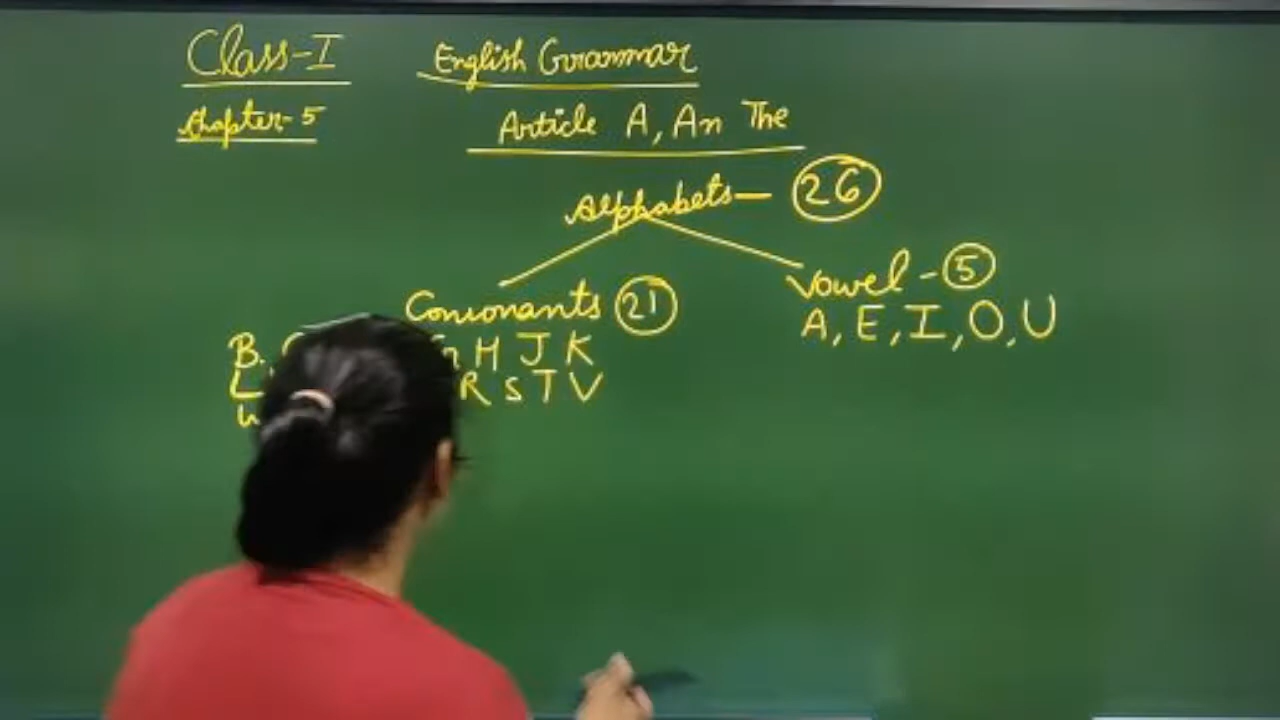 Class-I English Grammar
Chapter-5 Article A, An The
Alphabets— 26
Vowel - 5
Consonants 21
A, E, I, O, U
B. H J K
L R S T V